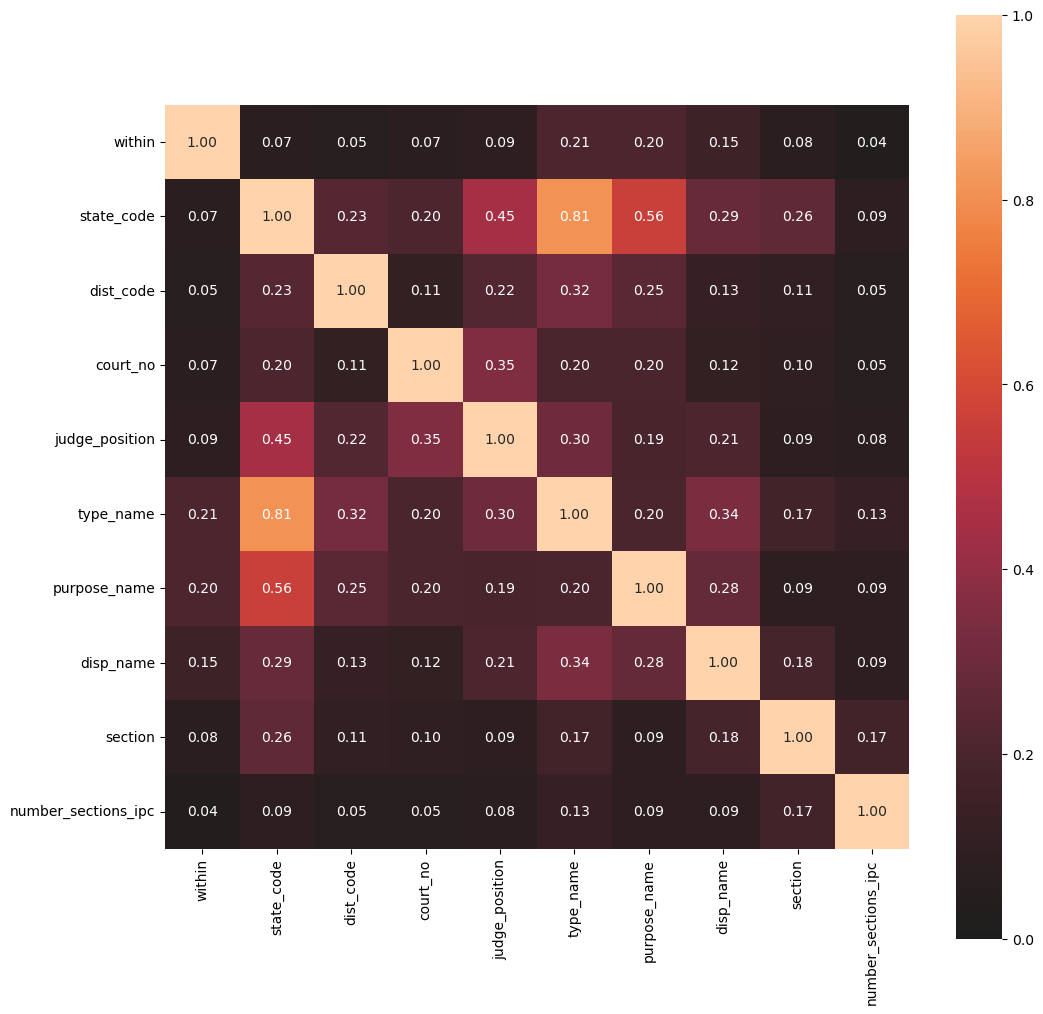 1.0
within 1.00 0.07 0.05 0.07 0.09 0.21 0.20 0.15 0.08 0.04
state_code 0.07 1.00 0.23 0.20 0.45 0.81 0.56 0.29 0.26 0.09
0.8
dist_code 0.05 0.23 1.00 0.11 0.22 0.32 0.25 0.13 0.11 0.05
court_no 0.07 0.20 0.11 1.00 0.35 0.20 0.20 0.12 0.10 0.05
0.6
judge_position 0.09 0.45 0.22 0.35 1.00 0.30 0.19 0.21 0.09 0.08
type_name 0.21 0.81 0.32 0.20 0.30 1.00 0.20 0.34 0.17 0.13
0.4
purpose_name 0.20 0.56 0.25 0.20 0.19 0.20 1.00 0.28 0.09 0.09
disp_name 0.15 0.29 0.13 0.12 0.21 0.34 0.28 1.00 0.18 0.09
section 0.08 0.26 0.11 0.10 0.09 0.17 0.09 0.18 1.00 0.17
0.2
number_sections_ipc 0.04 0.09 0.05 0.05 0.08 0.13 0.09 0.09 0.17 1.00
0.0
within
state_code
dist_code
court_no
judge_position
type_name
purpose_name
disp_name
section
number_sections_ipc